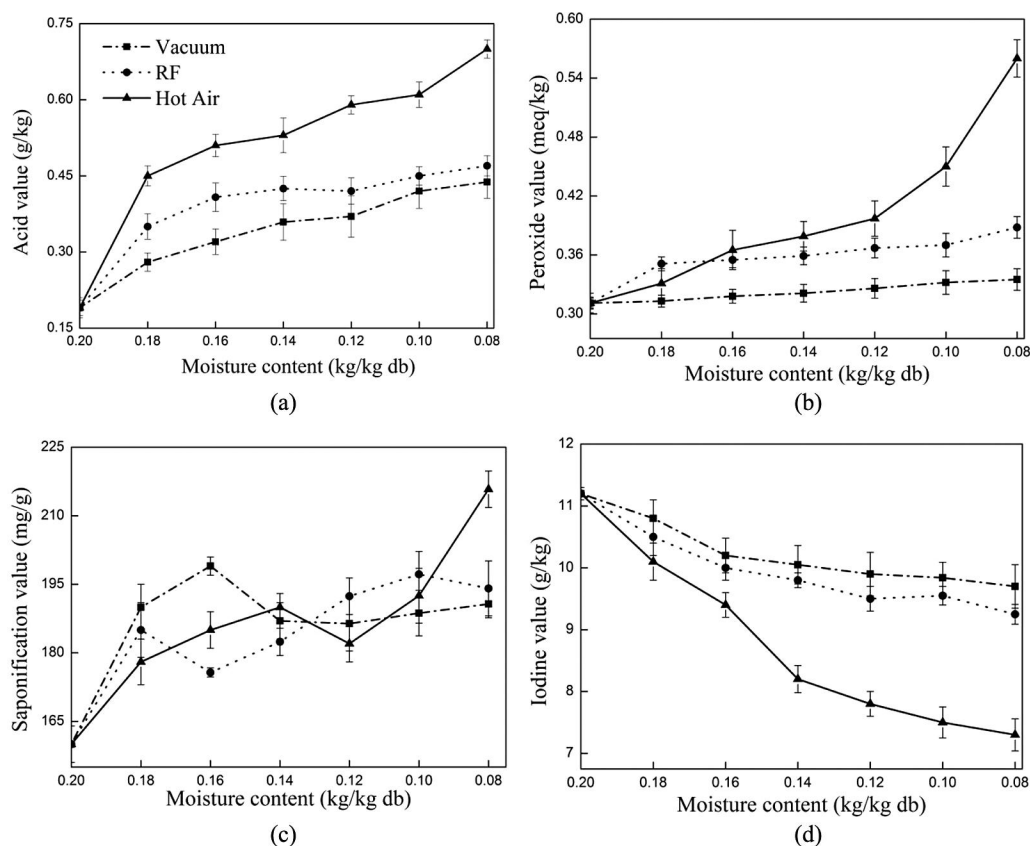 0.75
0.60
0.45
0.30
0.15
Acid value (g/kg)
Vacuum
RF
Hot Air
0.20 0.18 0.16 0.14 0.12 0.10 0.08
Moisture content (kg/kg db)
(a)
0.54
0.48
0.42
0.36
0.30
Peroxide value (meq/kg)
0.20 0.18 0.16 0.14 0.12 0.10 0.08
Moisture content (kg/kg db)
(b)
225
210
195
180
165
Saponification value (mg/g)
0.20 0.18 0.16 0.14 0.12 0.10 0.08
Moisture content (kg/kg db)
(c)
12
11
10
9
8
7
Iodine value (g/kg)
0.20 0.18 0.16 0.14 0.12 0.10 0.08
Moisture content (kg/kg db)
(d)